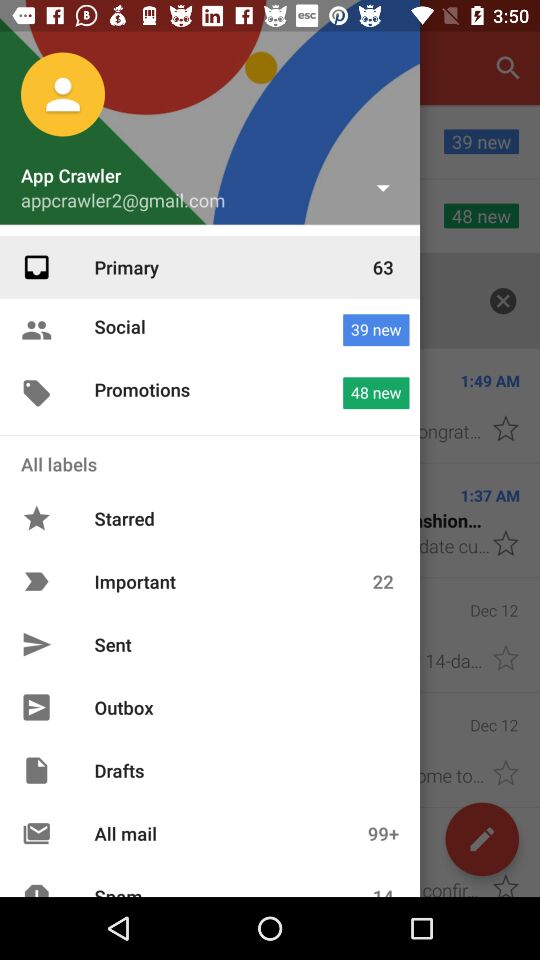 esc 3:50
App Crawler
appcrawler2@gmail.com
39 new
48 new
Primary 63
Social 39 new
Promotions 48 new
1:49 AM
ongrat...
All labels
1:37 AM
Starred
shion...
date cu...
Important 22
Dec 12
Sent
14-da...
Outbox
Dec 12
Drafts
ome to...
All mail 99+
Spam 14
confir...